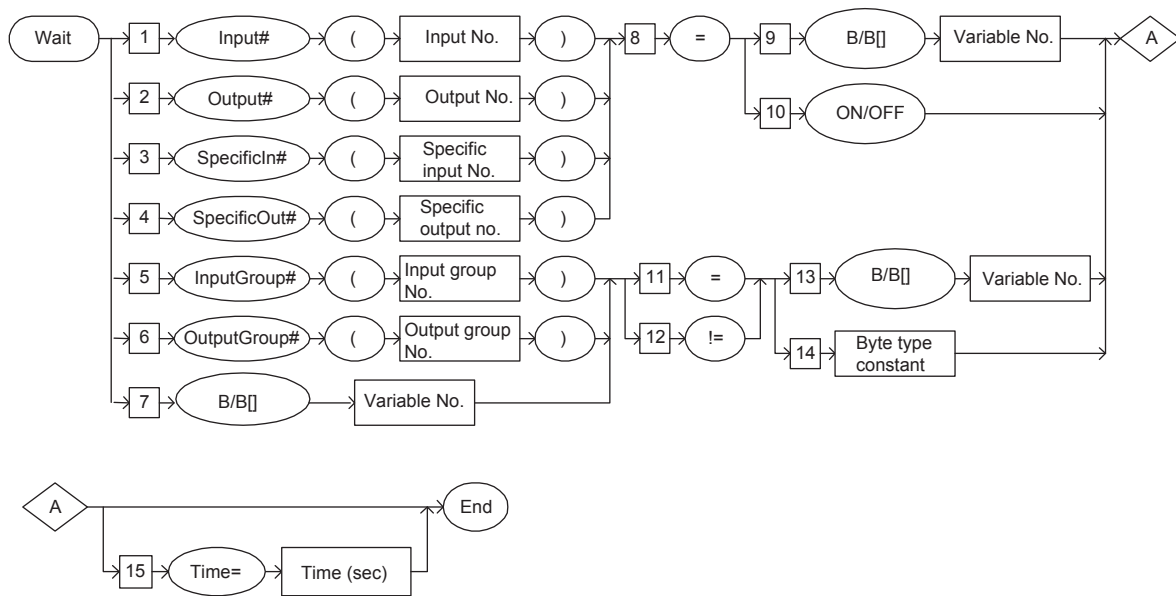 Wait 1 Input# ( Input No. ) 8 = 9 B/B[] Variable No. A
2 Output# ( Output No. ) 10 ON/OFF
3 SpecificIn# ( Specific
input No. )
4 SpecificOut# ( Specific
output no. )
5 InputGroup# ( Input group
No. ) 11 = 13 B/B[] Variable No.
6 OutputGroup# ( Output group
No. ) 12 != 14 Byte type
constant
7 B/B[] Variable No.
A End
15 Time= Time (sec)